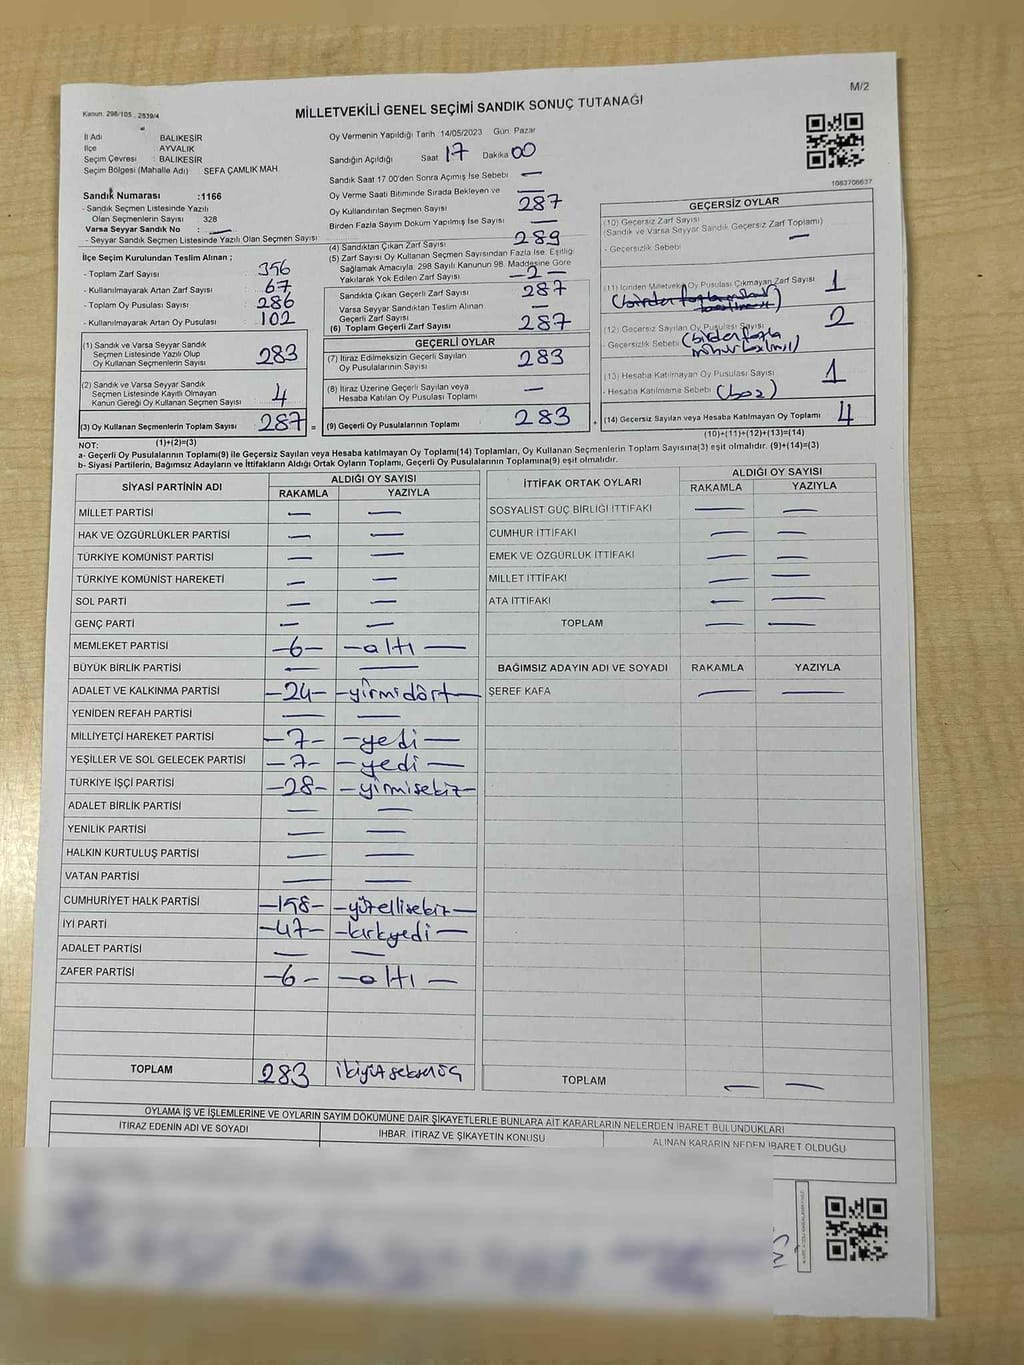 M/2
Kanun. 298/105 . 2839/4
MİLLETVEKİLİ GENEL SEÇİMİ SANDIK SONUÇ TUTANAĞI
İl Adı BALIKESİR
İlçe AYVALIK
Seçim Çevresi : BALIKESİR
Seçim Bölgesi (Mahalle Adı) SEFA ÇAMLIK MAH
Sandık Numarası :1166
- Sandık Seçmen Listesinde Yazılı
Olan Seçmenlerin Sayısı 328
Varsa Seyyar Sandık No : —
- Seyyar Sandık Seçmen Listesinde Yazılı Olan Seçmen Sayısı
İlçe Seçim Kurulundan Teslim Alınan ;
- Toplam Zarf Sayısı 356
- Kullanılmayarak Artan Zarf Sayısı 67
- Toplam Oy Pusulası Sayısı 286
- Kullanılmayarak Artan Oy Pusulası 102
(1) Sandık ve Varsa Seyyar Sandık
Seçmen Listesinde Yazılı Olup
Oy Kullanan Seçmenlerin Sayısı 283
(2) Sandık ve Varsa Seyyar Sandık
Seçmen Listesinde Kayıtlı Olmayan
Kanun Gereği Oy Kullanan Seçmen Sayısı 4
(3) Oy Kullanan Seçmenlerin Toplam Sayısı 287 =
(1)+(2)=(3)
Oy Vermenin Yapıldığı Tarih 14/05/2023 Gün Pazar
Sandığın Açıldığı Saat 17 Dakika 00
Sandık Saat 17.00'den Sonra Açılmış İse Sebebi —
Oy Verme Saati Bitiminde Sırada Bekleyen ve —
Oy Kullandırılan Seçmen Sayısı 287
Birden Fazla Sayım Döküm Yapılmış İse Sayısı —
(4) Sandıktan Çıkan Zarf Sayısı 289
(5) Zarf Sayısı Oy Kullanan Seçmen Sayısından Fazla İse, Eşitliği
Sağlamak Amacıyla. 298 Sayılı Kanunun 98. Maddesine Göre
Yakılarak Yok Edilen Zarf Sayısı —2—
Sandıkta Çıkan Geçerli Zarf Sayısı 287
Varsa Seyyar Sandıktan Teslim Alınan
Geçerli Zarf Sayısı —
(6) Toplam Geçerli Zarf Sayısı 287
GEÇERLİ OYLAR
(7) İtiraz Edilmeksizin Geçerli Sayılan
Oy Pusulalarının Sayısı 283
(8) İtiraz Üzerine Geçerli Sayılan veya
Hesaba Katılan Oy Pusulası Toplamı —
(9) Geçerli Oy Pusulalarının Toplamı 283 +
1083706637
GEÇERSİZ OYLAR
(10) Geçersiz Zarf Sayısı
(Sandık ve Varsa Seyyar Sandık Geçersiz Zarf Toplamı)
- Geçersizlik Sebebi —
(11) İçinden Milletvekili Oy Pusulası Çıkmayan Zarf Sayısı 1
(12) Geçersiz Sayılan Oy Pusulası Sayısı 2
- Geçersizlik Sebebi (birden fazla
mühür basılmış)
(13) Hesaba Katılmayan Oy Pusulası Sayısı 1
- Hesaba Katılmama Sebebi (boş)
(14) Geçersiz Sayılan veya Hesaba Katılmayan Oy Toplamı 4
(10)+(11)+(12)+(13)=(14)
NOT:
a- Geçerli Oy Pusulalarının Toplamı(9) ile Geçersiz Sayılan veya Hesaba katılmayan Oy Toplamı(14) Toplamları, Oy Kullanan Seçmenlerin Toplam Sayısına(3) eşit olmalıdır. (9)+(14)=(3)
b- Siyasi Partilerin, Bağımsız Adayların ve İttifakların Aldığı Ortak Oyların Toplamı, Geçerli Oy Pusulalarının Toplamına(9) eşit olmalıdır.
SİYASİ PARTİNİN ADI ALDIĞI OY SAYISI
RAKAMLA YAZIYLA
MİLLET PARTİSİ — —
HAK VE ÖZGÜRLÜKLER PARTİSİ — —
TÜRKİYE KOMÜNİST PARTİSİ — —
TÜRKİYE KOMÜNİST HAREKETİ — —
SOL PARTİ — —
GENÇ PARTİ — —
MEMLEKET PARTİSİ —6— —altı—
BÜYÜK BİRLİK PARTİSİ — —
ADALET VE KALKINMA PARTİSİ —24— —yirmidört—
YENİDEN REFAH PARTİSİ — —
MİLLİYETÇİ HAREKET PARTİSİ —7— —yedi—
YEŞİLLER VE SOL GELECEK PARTİSİ —7— —yedi—
TÜRKİYE İŞÇİ PARTİSİ —28— —yirmisekiz—
ADALET BİRLİK PARTİSİ — —
YENİLİK PARTİSİ — —
HALKIN KURTULUŞ PARTİSİ — —
VATAN PARTİSİ — —
CUMHURİYET HALK PARTİSİ —158— —yüzellisekiz—
İYİ PARTİ —47— —kırkyedi—
ADALET PARTİSİ — —
ZAFER PARTİSİ —6— —altı—
TOPLAM 283 ikiyüzseksenüç
İTTİFAK ORTAK OYLARI ALDIĞI OY SAYISI
RAKAMLA YAZIYLA
SOSYALİST GÜÇ BİRLİĞİ İTTİFAKI — —
CUMHUR İTTİFAKI — —
EMEK VE ÖZGÜRLÜK İTTİFAKI — —
MİLLET İTTİFAKI — —
ATA İTTİFAKI — —
TOPLAM — —
BAĞIMSIZ ADAYIN ADI VE SOYADI RAKAMLA YAZIYLA
ŞEREF KAFA — —
TOPLAM — —
OYLAMA İŞ VE İŞLEMLERİNE VE OYLARIN SAYIM DÖKÜMÜNE DAİR ŞİKAYETLERLE BUNLARA AİT KARARLARIN NELERDEN İBARET BULUNDUKLARI
İTİRAZ EDENİN ADI VE SOYADI İHBAR. İTİRAZ VE ŞİKAYETİN KONUSU ALINAN KARARIN NEDEN İBARET OLDUĞU